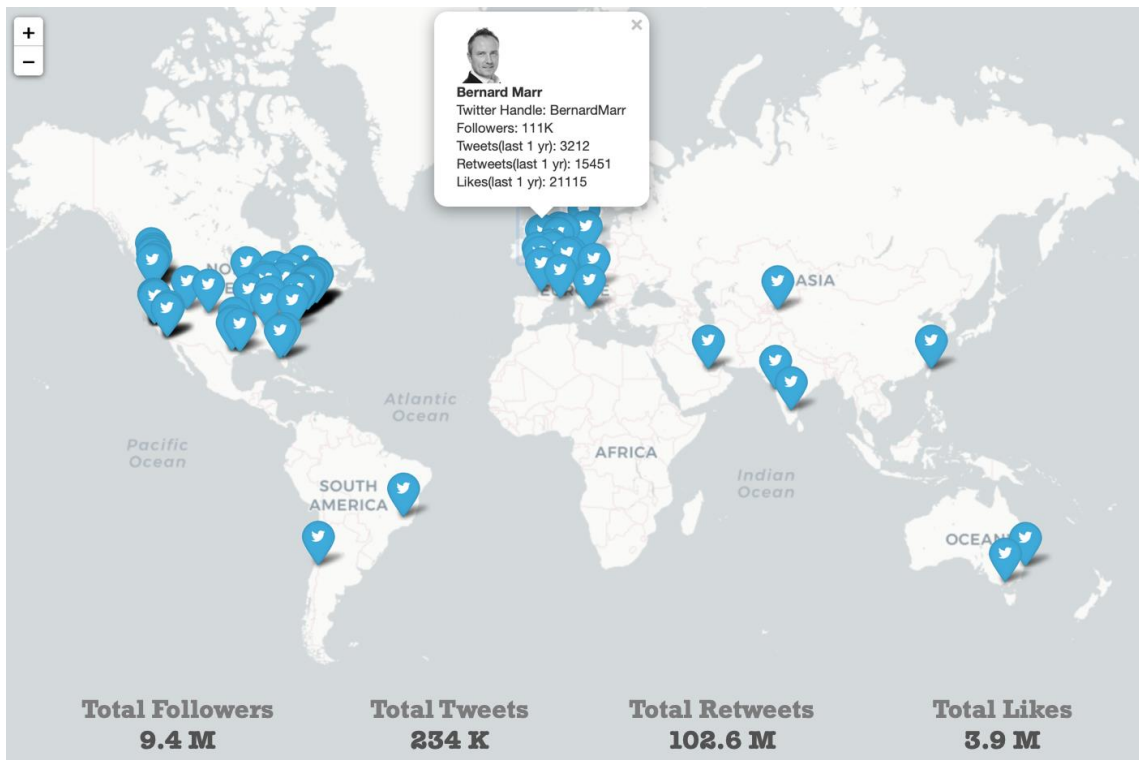 +
−
×
Bernard Marr
Twitter Handle: BernardMarr
Followers: 111K
Tweets(last 1 yr): 3212
Retweets(last 1 yr): 15451
Likes(last 1 yr): 21115
ASIA
Atlantic
Ocean
Pacific
Ocean
AFRICA
Indian
Ocean
SOUTH
AMERICA
Total Followers
9.4 M
Total Tweets
234 K
Total Retweets
102.6 M
Total Likes
3.9 M